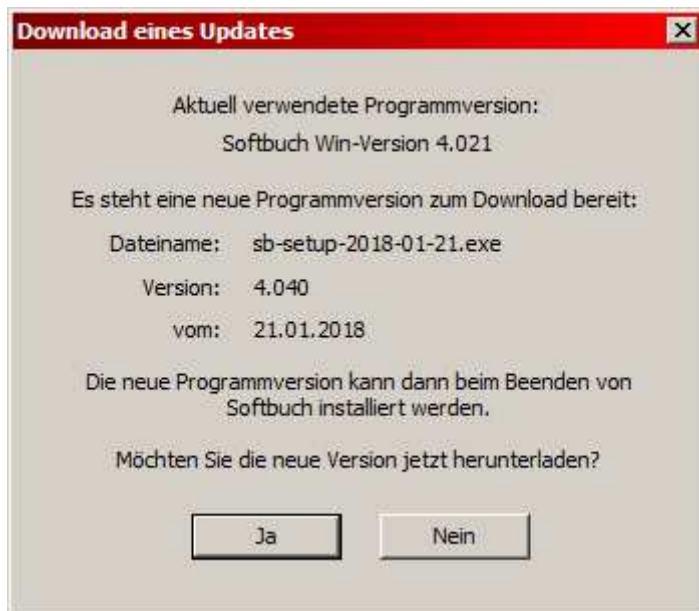 Download eines Updates
Aktuell verwendete Programmversion:
Softbuch Win-Version 4.021
Es steht eine neue Programmversion zum Download bereit:
Dateiname: sb-setup-2018-01-21.exe
Version: 4.040
vom: 21.01.2018
Die neue Programmversion kann dann beim Beenden von
Softbuch installiert werden.
Möchten Sie die neue Version jetzt herunterladen?
Ja Nein